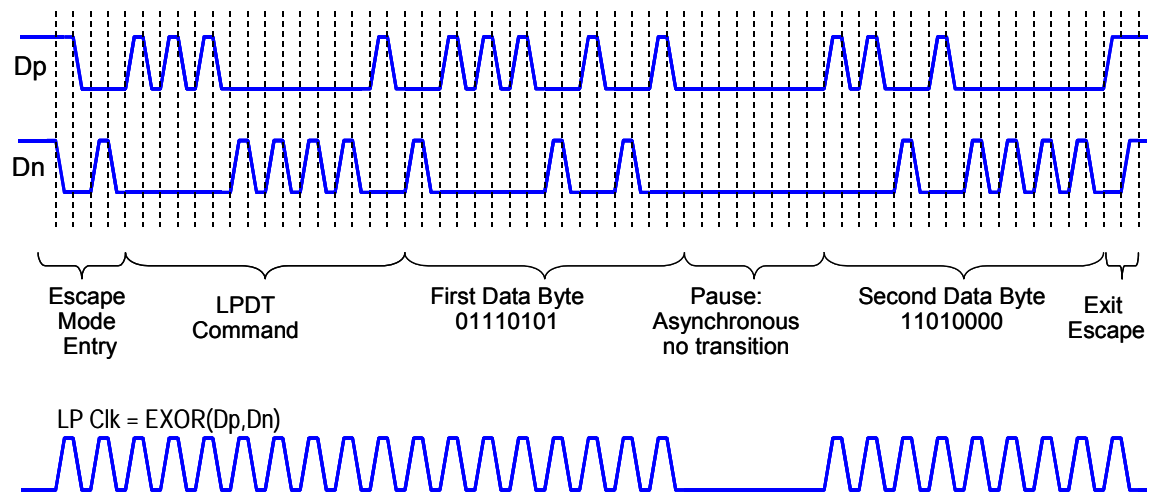 Dp
Dn
Escape
Mode
Entry
LPDT
Command
First Data Byte
01110101
Pause:
Asynchronous
no transition
Second Data Byte
11010000
Exit
Escape
LP Clk = EXOR(Dp,Dn)